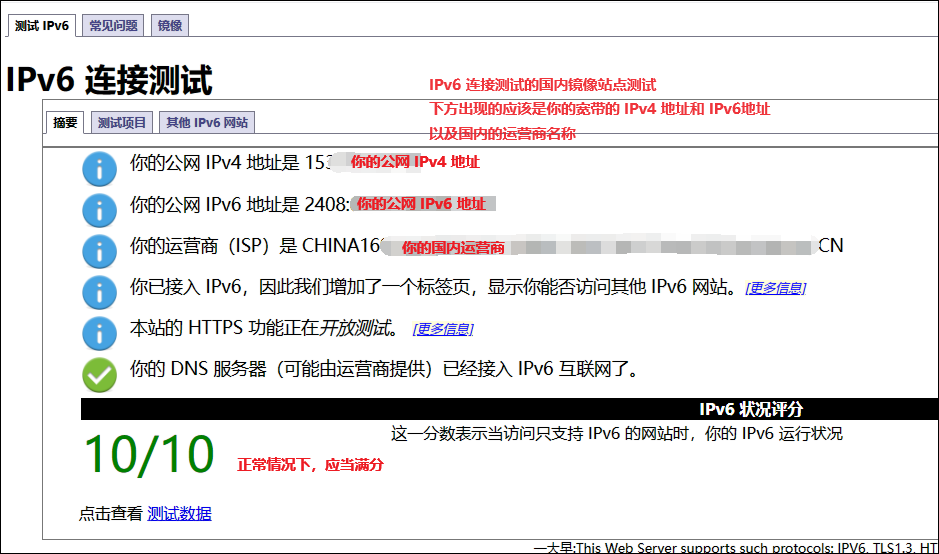 测试 IPv6 常见问题 镜像
IPv6 连接测试
IPv6 连接测试的国内镜像站点测试
下方出现的应该是你的宽带的 IPv4 地址和 IPv6地址
以及国内的运营商名称
摘要 测试项目 其他 IPv6 网站
你的公网 IPv4 地址是 153 你的公网 IPv4 地址
你的公网 IPv6 地址是 2408: 你的公网 IPv6 地址
你的运营商（ISP）是 CHINA16 你的国内运营商 CN
你已接入 IPv6，因此我们增加了一个标签页，显示你能否访问其他 IPv6 网站。 [更多信息]
本站的 HTTPS 功能正在开放测试。 [更多信息]
你的 DNS 服务器（可能由运营商提供）已经接入 IPv6 互联网了。
IPv6 状况评分
10/10
这一分数表示当访问只支持 IPv6 的网站时，你的 IPv6 运行状况
正常情况下，应当满分
点击查看 测试数据
一大早:This Web Server supports such protocols: IPV6, TLS1.3, HT